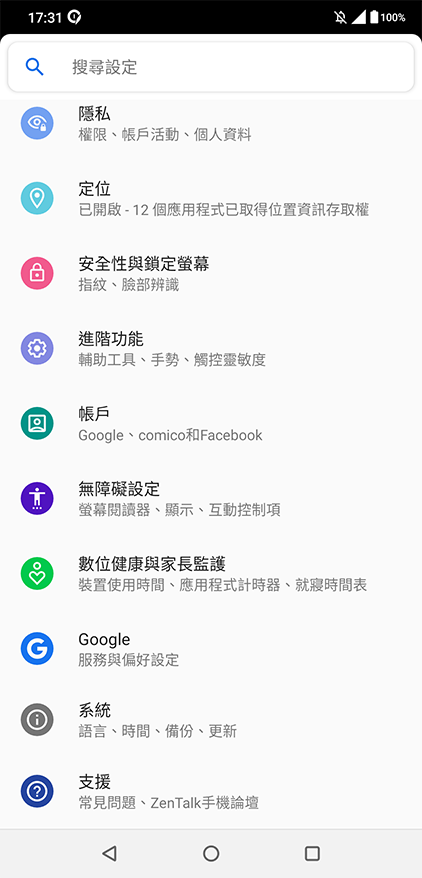 17:31
100%
搜尋設定
隱私
權限、帳戶活動、個人資料
定位
已開啟 - 12 個應用程式已取得位置資訊存取權
安全性與鎖定螢幕
指紋、臉部辨識
進階功能
輔助工具、手勢、觸控靈敏度
帳戶
Google、comico和Facebook
無障礙設定
螢幕閱讀器、顯示、互動控制項
數位健康與家長監護
裝置使用時間、應用程式計時器、就寢時間表
Google
服務與偏好設定
系統
語言、時間、備份、更新
支援
常見問題、ZenTalk手機論壇